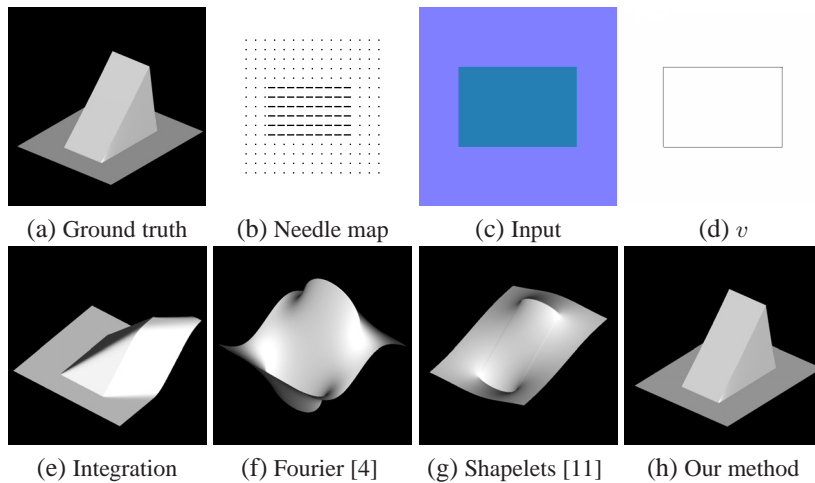 (a) Ground truth (b) Needle map (c) Input (d) v
(e) Integration (f) Fourier [4] (g) Shapelets [11] (h) Our method